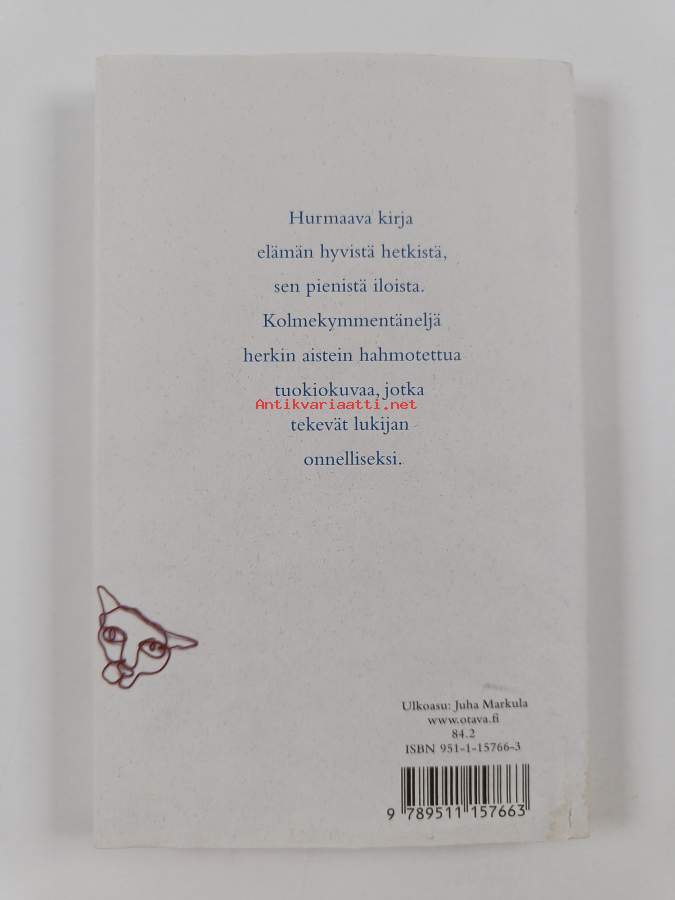 Hurmaava kirja
elämän hyvistä hetkistä,
sen pienistä iloista.
Kolmekymmentäneljä
herkin aistein hahmotettua
tuokiokuvaa, jotka
Antikvariaatti.net
tekevät lukijan
onnelliseksi.
Ulkoasu: Juha Markula
www.otava.fi
84.2
ISBN 951-1-15766-3
9 789511 157663